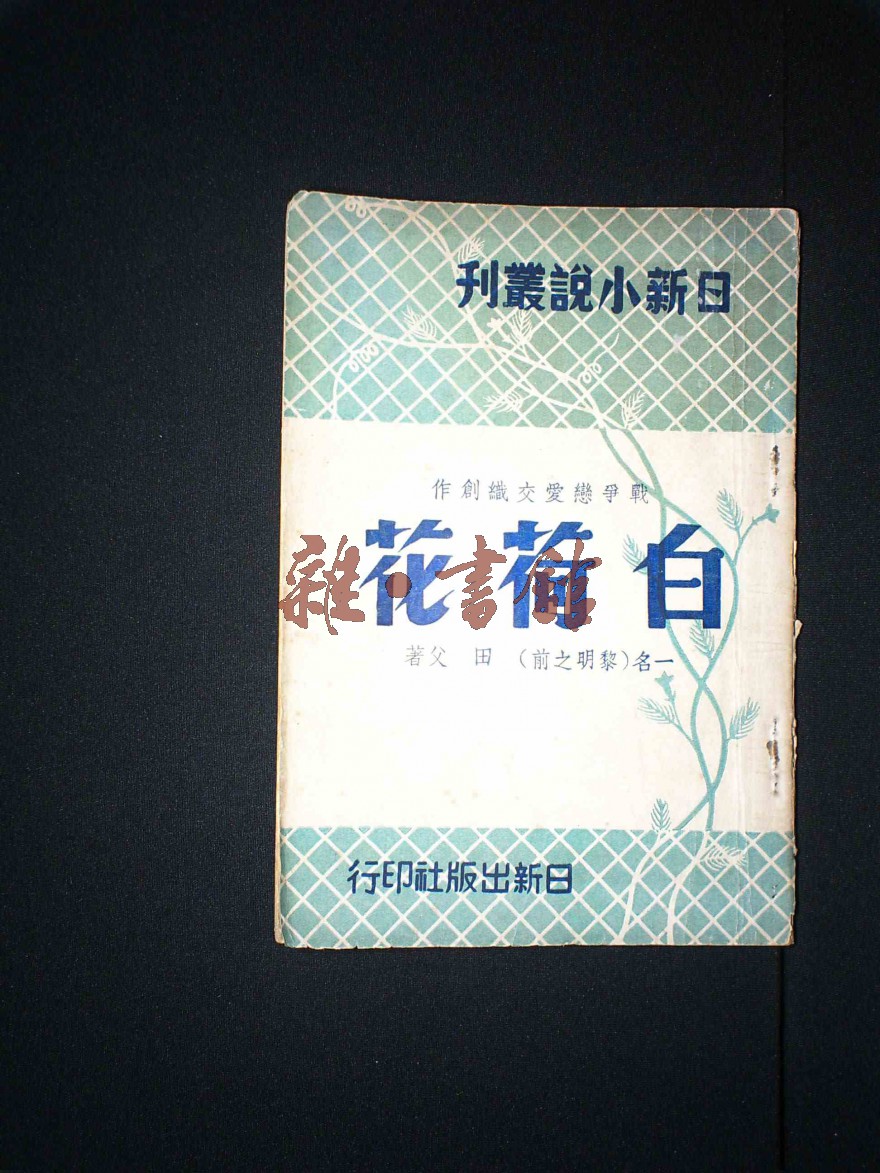 日新小說叢刊
戰爭戀愛交織創作
白荷花
一名（黎明之前） 田 父著
日新出版社印行
雜·書館